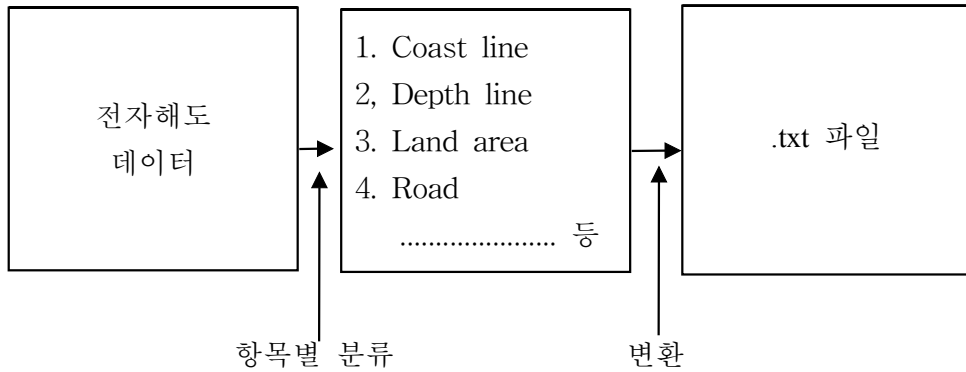 전자해도
데이터
1. Coast line
2, Depth line
3. Land area
4. Road
...................... 등
.txt 파일
항목별 분류
변환